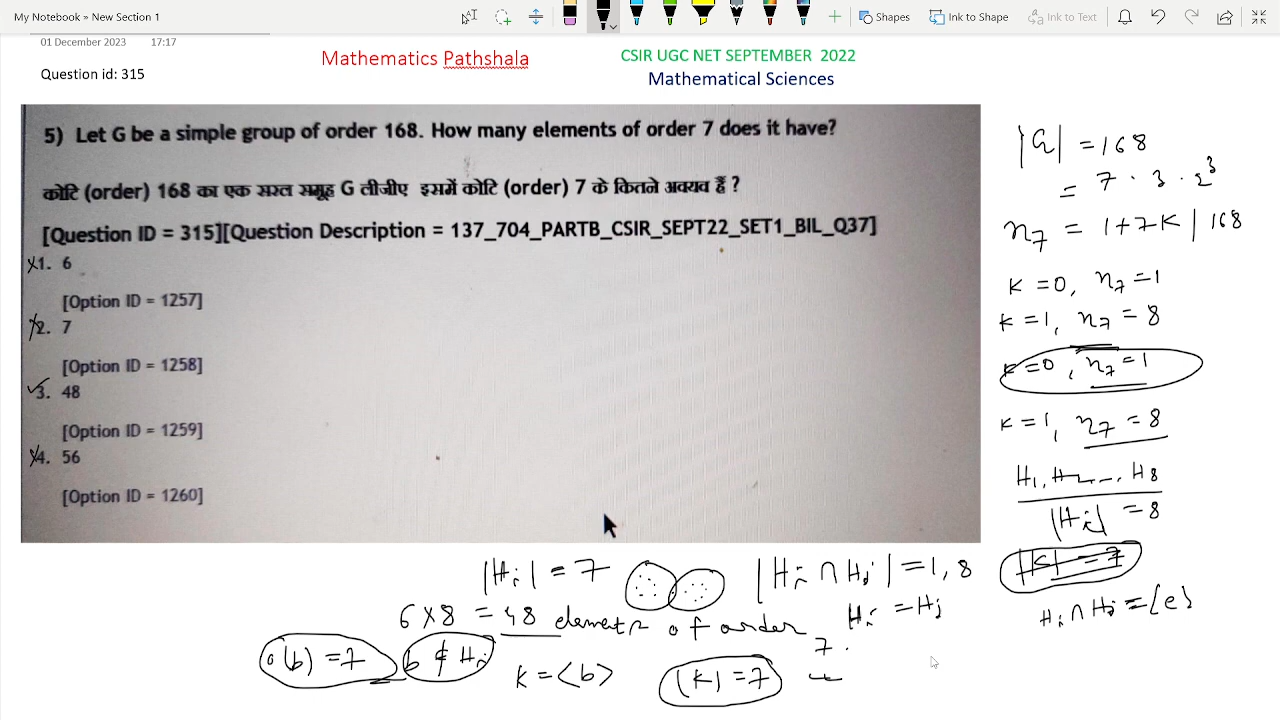 My Notebook » New Section 1
Shapes
Ink to Shape
Ink to Text
01 December 2023 17:17
Mathematics Pathshala
CSIR UGC NET SEPTEMBER 2022
Question id: 315
Mathematical Sciences
5) Let G be a simple group of order 168. How many elements of order 7 does it have?
कोटि (order) 168 का एक सरल समूह G लीजीए इसमें कोटि (order) 7 के कितने अवयव हैं ?
[Question ID = 315][Question Description = 137_704_PARTB_CSIR_SEPT22_SET1_BIL_Q37]
1. 6
[Option ID = 1257]
2. 7
[Option ID = 1258]
3. 48
[Option ID = 1259]
4. 56
[Option ID = 1260]
|G| = 168
= 7 · 3 · 2³
n₇ = 1+7K | 168
K = 0, n₇ = 1
K = 1, n₇ = 8
K = 0, n₇ = 1
K = 1, n₇ = 8
H₁, H₂ -- , H₈
|Hᵢ| = 8
|K| = 7
Hᵢ ∩ Hⱼ = {e}
|Hᵢ| = 7 |Hᵢ ∩ Hⱼ| = 1, 8
6 × 8 = 48 elements of order 7.
Hᵢ = Hⱼ
o(b) = 7 b ∉ Hᵢ
K = <b> |K| = 7